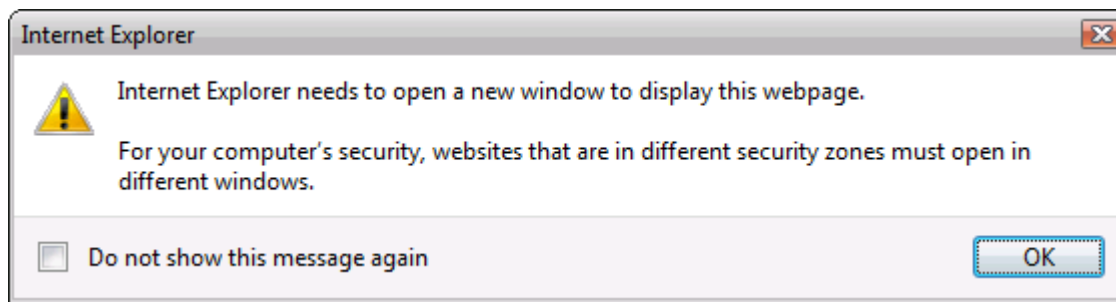 Internet Explorer
Internet Explorer needs to open a new window to display this webpage.
For your computer's security, websites that are in different security zones must open in
different windows.
Do not show this message again
OK